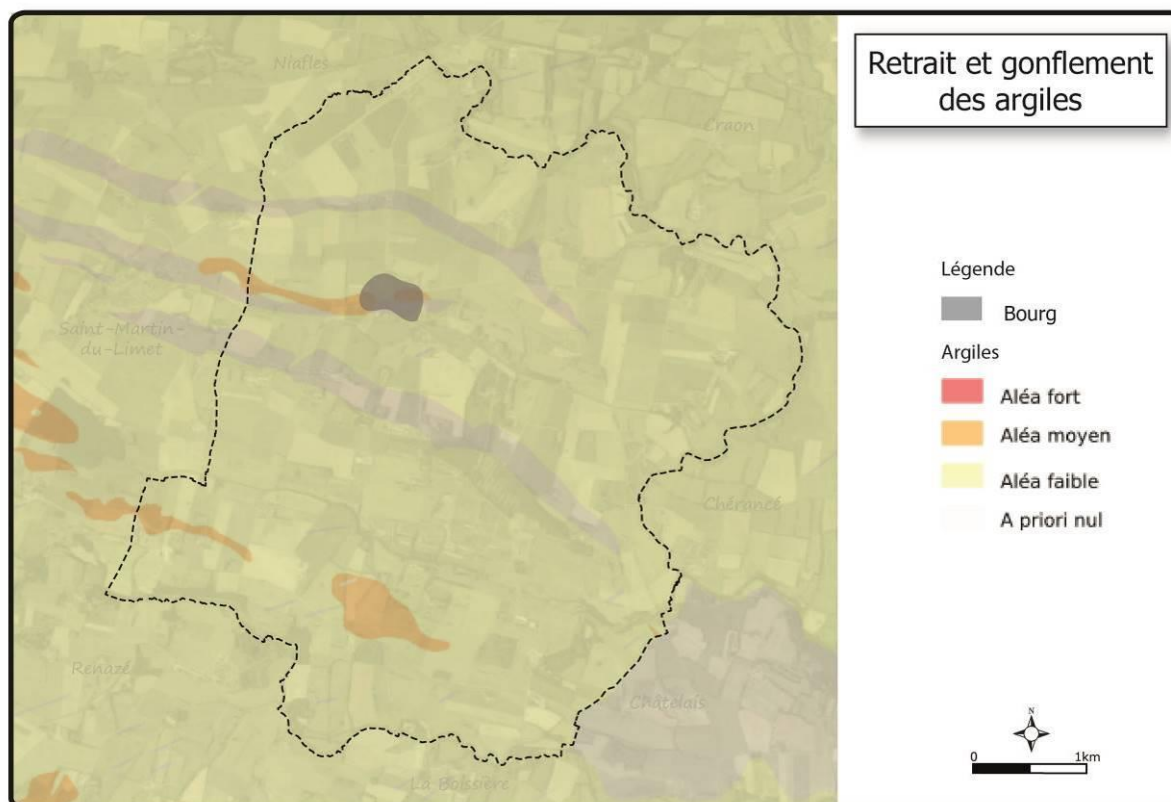 Retrait et gonflement
des argiles
Niafles
Craon
Saint-Martin-
du-Limet
Chérancé
Renazé
Châtelais
La Boissière
Légende
Bourg
Argiles
Aléa fort
Aléa moyen
Aléa faible
A priori nul
N
0 1km